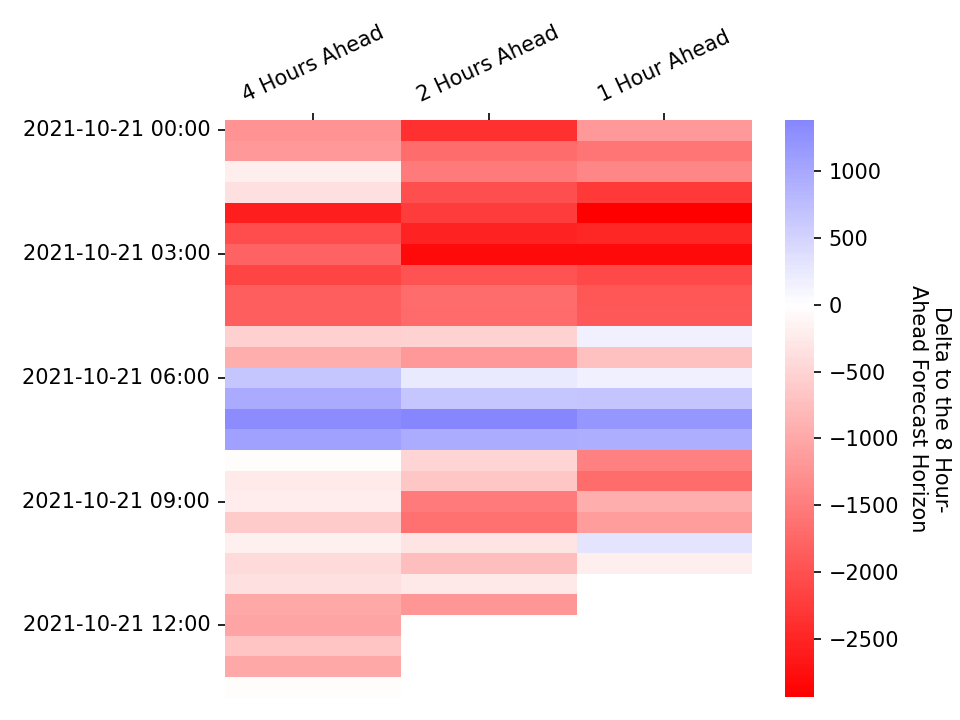 4 Hours Ahead
2 Hours Ahead
1 Hour Ahead
2021-10-21 00:00
2021-10-21 03:00
2021-10-21 06:00
2021-10-21 09:00
2021-10-21 12:00
1000
500
0
−500
−1000
−1500
−2000
−2500
Delta to the 8 Hour-
Ahead Forecast Horizon